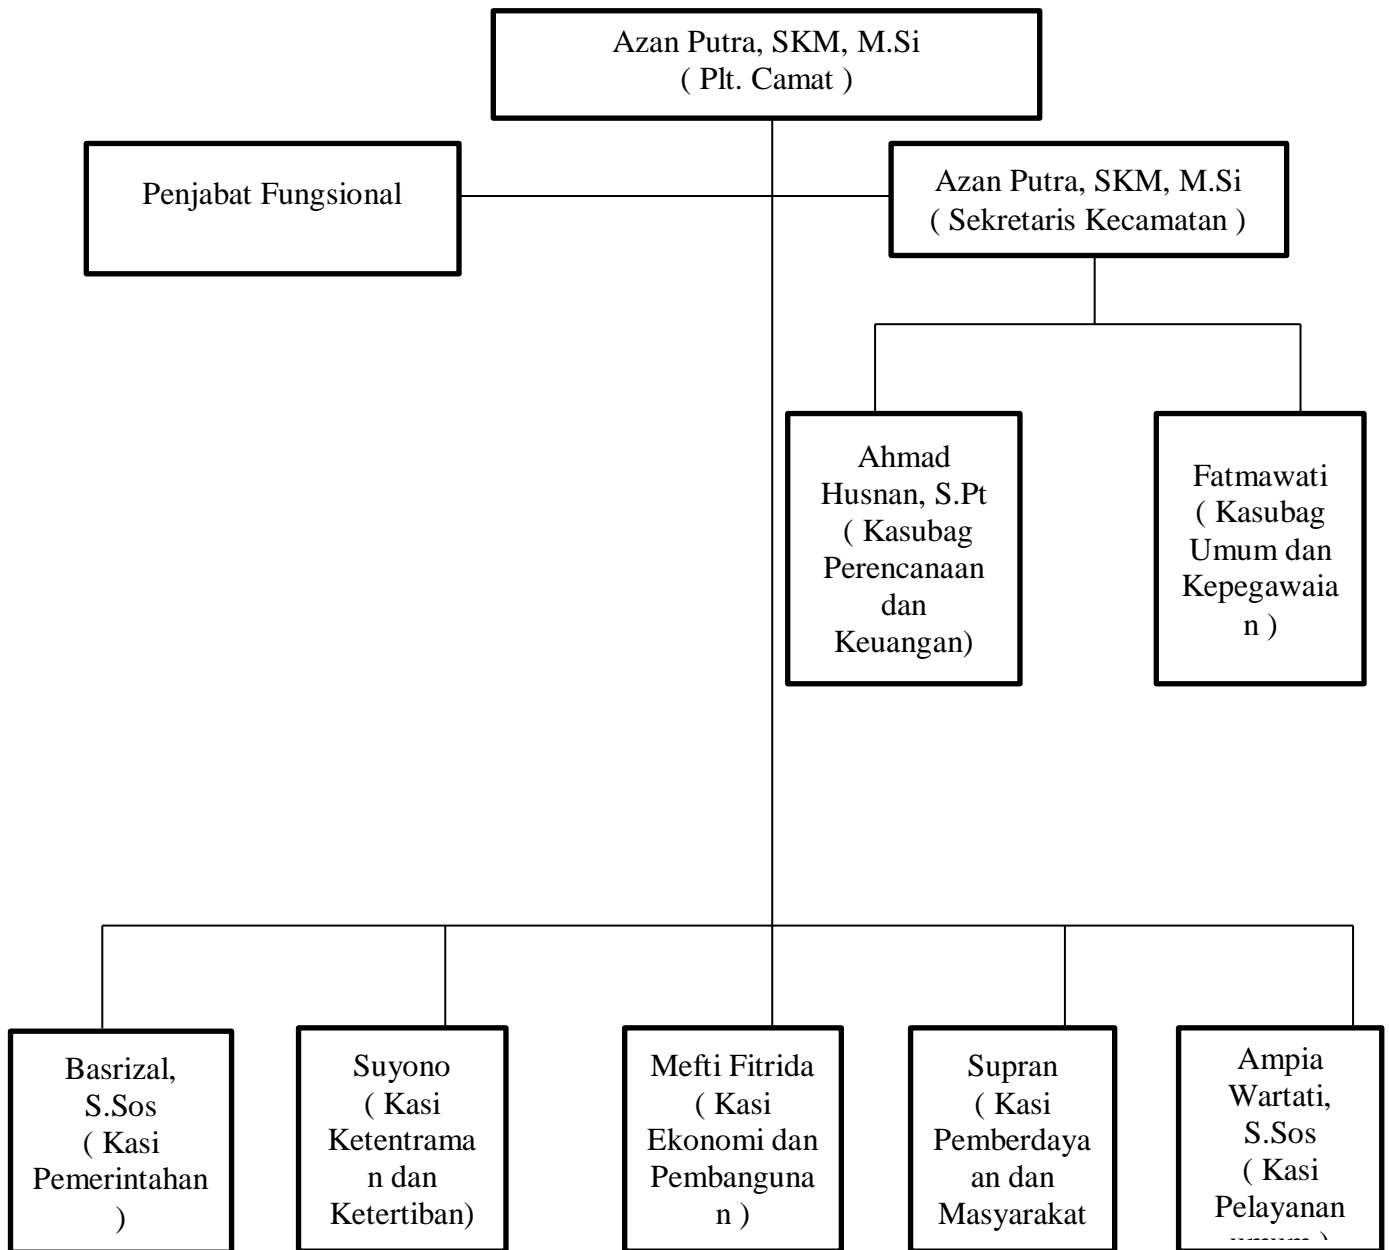 Azan Putra, SKM, M.Si
( Plt. Camat )
Penjabat Fungsional
Azan Putra, SKM, M.Si
( Sekretaris Kecamatan )
Ahmad
Husnan, S.Pt
( Kasubag
Perencanaan
dan
Keuangan)
Fatmawati
( Kasubag
Umum dan
Kepegawaia
n )
Basrizal,
S.Sos
( Kasi
Pemerintahan
)
Suyono
( Kasi
Ketentrama
n dan
Ketertiban)
Mefti Fitrida
( Kasi
Ekonomi dan
Pembanguna
n )
Supran
( Kasi
Pemberdaya
an dan
Masyarakat
Ampia
Wartati,
S.Sos
( Kasi
Pelayanan
umum )